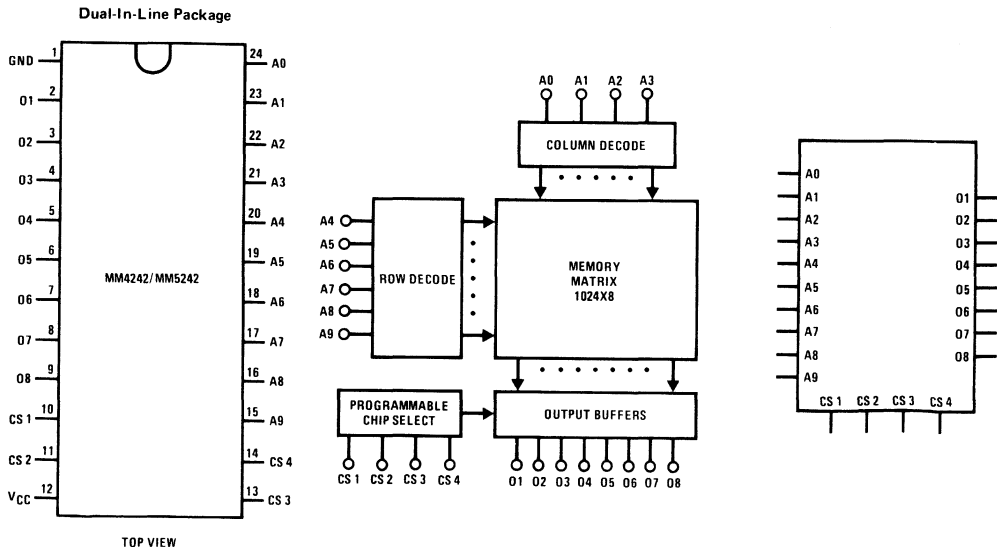 Dual-In-Line Package
GND 1 24 A0
O1 2 23 A1
O2 3 22 A2
O3 4 21 A3
O4 5 20 A4
O5 6 19 A5
O6 7 18 A6
O7 8 17 A7
O8 9 16 A8
CS 1 10 15 A9
CS 2 11 14 CS 4
VCC 12 13 CS 3
MM4242/MM5242
TOP VIEW
A0 A1 A2 A3
COLUMN DECODE
A4
A5
A6
A7
A8
A9
ROW DECODE
MEMORY
MATRIX
1024X8
PROGRAMMABLE
CHIP SELECT
OUTPUT BUFFERS
CS 1 CS 2 CS 3 CS 4
O1 O2 O3 O4 O5 O6 O7 O8
A0
A1
A2
A3
A4
A5
A6
A7
A8
A9
O1
O2
O3
O4
O5
O6
O7
O8
CS 1 CS 2 CS 3 CS 4